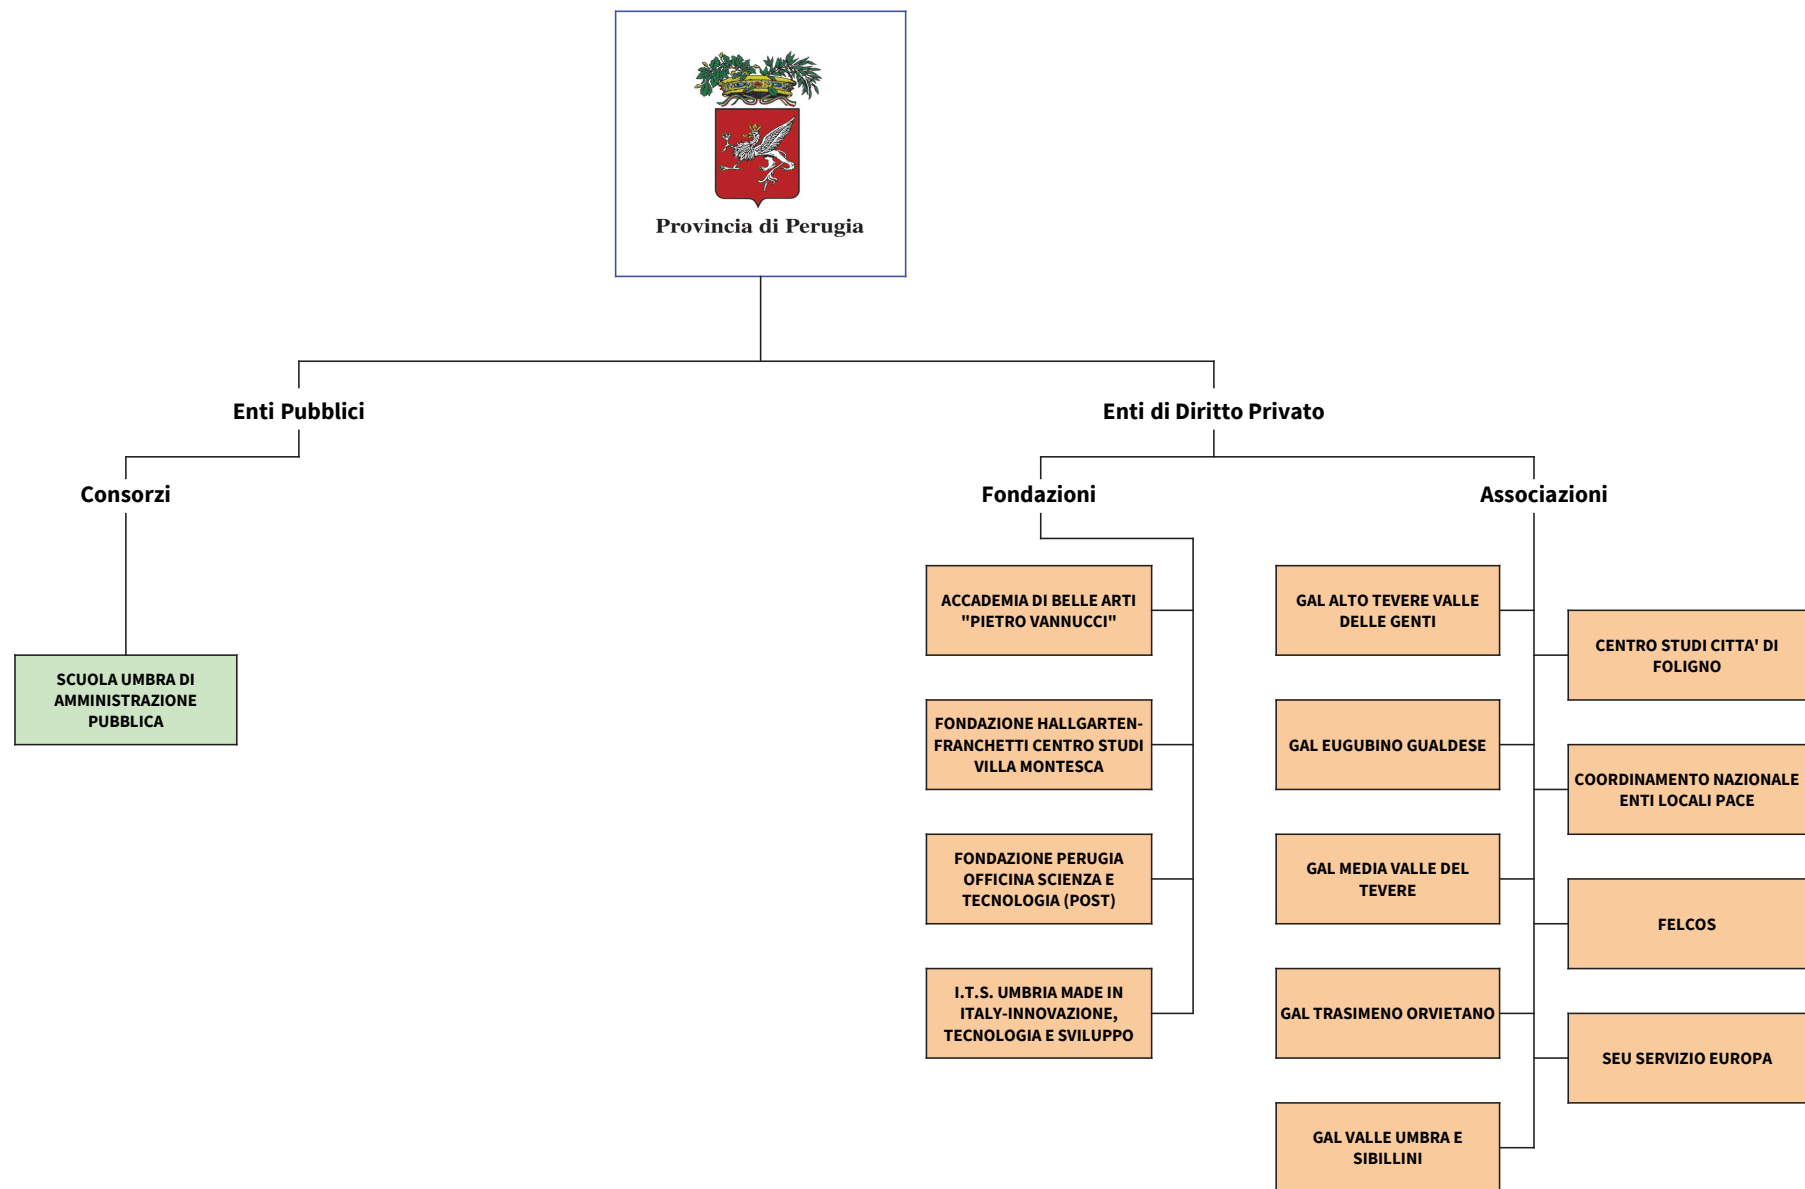 Provincia di Perugia
Enti Pubblici
Enti di Diritto Privato
Consorzi
Fondazioni
Associazioni
SCUOLA UMBRA DI
AMMINISTRAZIONE
PUBBLICA
ACCADEMIA DI BELLE ARTI
"PIETRO VANNUCCI"
FONDAZIONE HALLGARTEN-
FRANCHETTI CENTRO STUDI
VILLA MONTESCA
FONDAZIONE PERUGIA
OFFICINA SCIENZA E
TECNOLOGIA (POST)
I.T.S. UMBRIA MADE IN
ITALY-INNOVAZIONE,
TECNOLOGIA E SVILUPPO
GAL ALTO TEVERE VALLE
DELLE GENTI
GAL EUGUBINO GUALDESE
GAL MEDIA VALLE DEL
TEVERE
GAL TRASIMENO ORVIETANO
GAL VALLE UMBRA E
SIBILLINI
CENTRO STUDI CITTA' DI
FOLIGNO
COORDINAMENTO NAZIONALE
ENTI LOCALI PACE
FELCOS
SEU SERVIZIO EUROPA